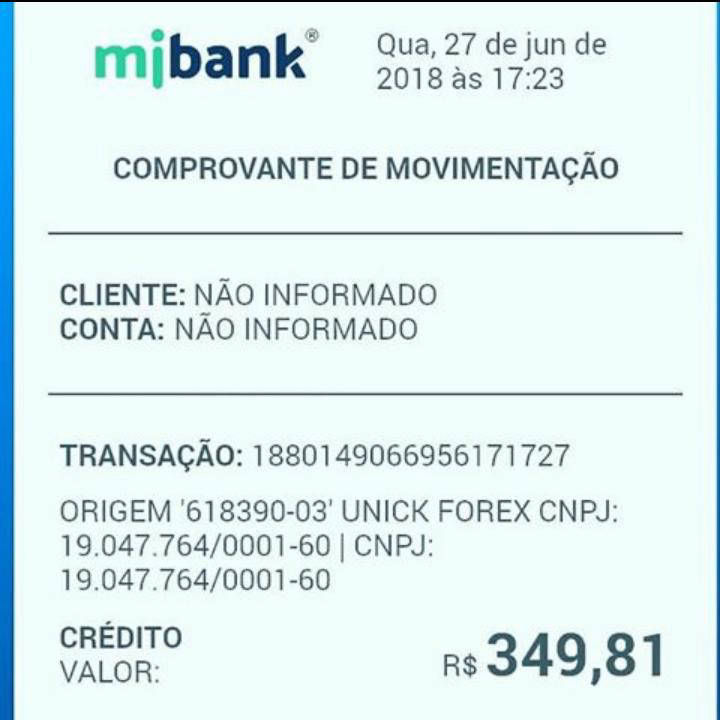 mjbank®
Qua, 27 de jun de
2018 às 17:23
COMPROVANTE DE MOVIMENTAÇÃO
CLIENTE: NÃO INFORMADO
CONTA: NÃO INFORMADO
TRANSAÇÃO: 1880149066956171727
ORIGEM '618390-03' UNICK FOREX CNPJ:
19.047.764/0001-60 | CNPJ:
19.047.764/0001-60
CRÉDITO
VALOR:
R$ 349,81